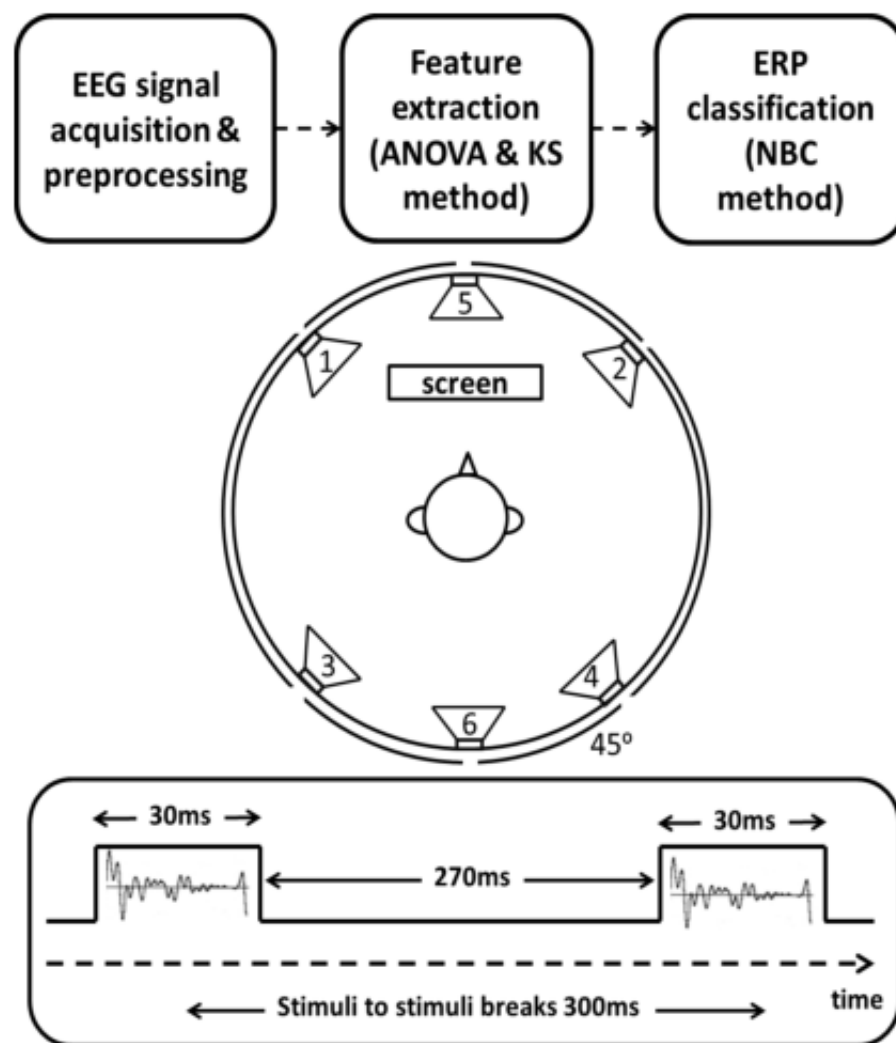 EEG signal
acquisition &
preprocessing
Feature
extraction
(ANOVA & KS
method)
ERP
classification
(NBC
method)
5
1
2
screen
3
4
6
45º
30ms
30ms
270ms
time
Stimuli to stimuli breaks 300ms